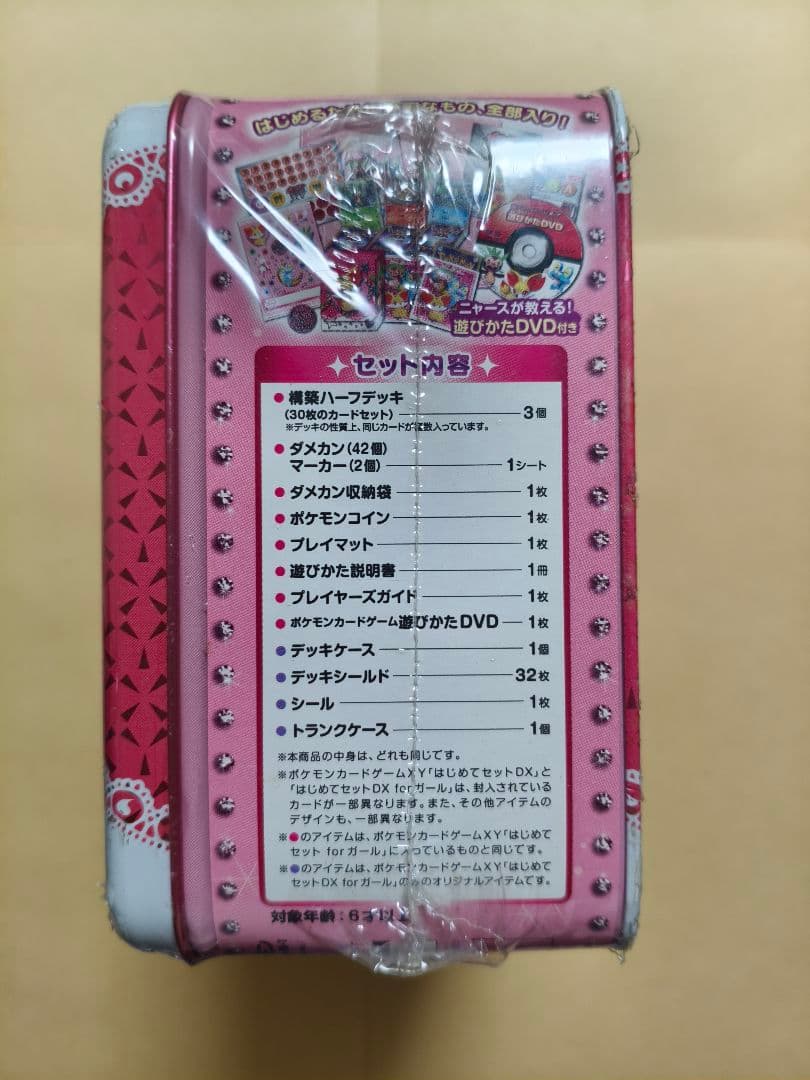 はじめるた なもの、全部入り！
遊びかたDVD
ニャースが教える！
遊びかたDVD付き
セット内容
●構築ハーフデッキ
（30枚のカードセット）3個
※デッキの性質上、同じカードが複数入っています。
●ダメカン（42個）
マーカー（2個）1シート
●ダメカン収納袋1枚
●ポケモンコイン1枚
●プレイマット1枚
●遊びかた説明書1冊
●プレイヤーズガイド1枚
●ポケモンカードゲーム遊びかたDVD1枚
●デッキケース1個
●デッキシールド32枚
●シール1枚
●トランクケース1個
※本商品の中身は、どれも同じです。
※ポケモンカードゲームXY「はじめてセットDX」と
「はじめてセットDX for ガール」は、封入されている
カードが一部異なります。また、その他アイテムの
デザインも、一部異なります。
※●のアイテムは、ポケモンカードゲームXY「はじめて
セット for ガール」に入っているものと同じです。
※●のアイテムは、ポケモンカードゲームXY「はじめて
セットDX for ガール」のみのオリジナルアイテムです。
対象年齢：6才以上